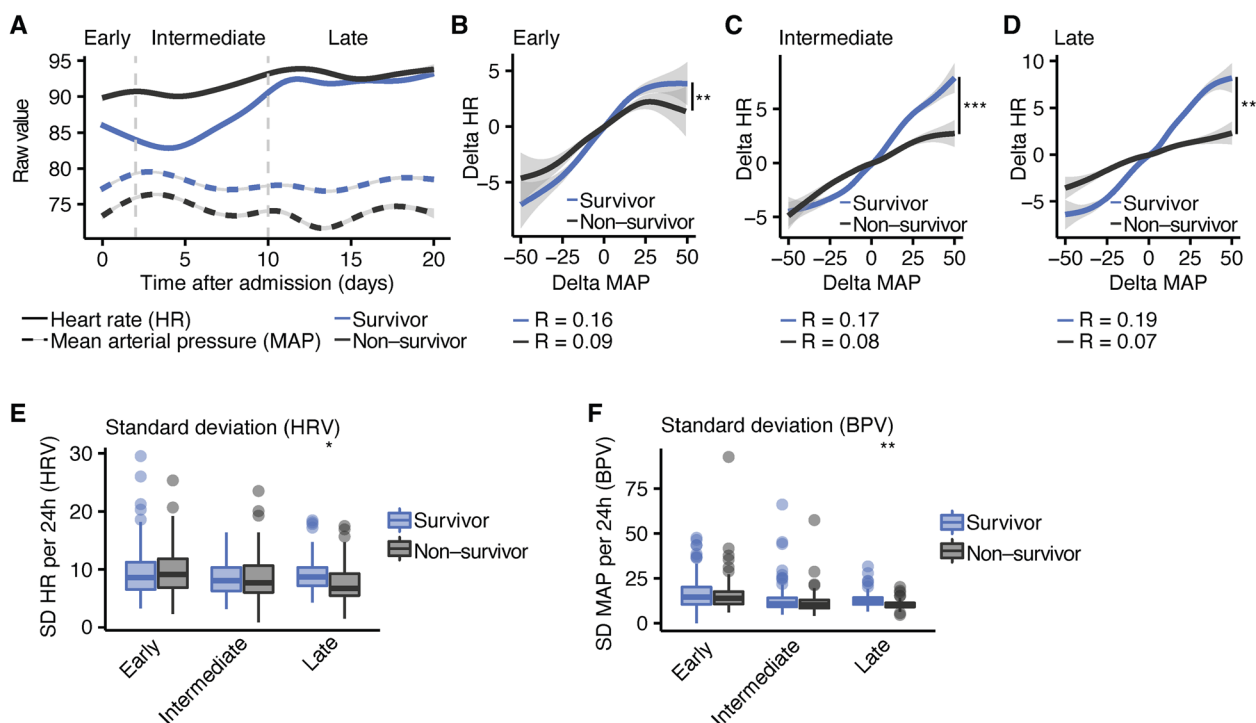 A
Early Intermediate Late
Raw value
95
90
85
80
75
0 5 10 15 20
Time after admission (days)
Heart rate (HR)
Mean arterial pressure (MAP)
Survivor
Non–survivor
B
Early
Delta HR
5
0
−5
**
Survivor
Non–survivor
−50 −25 0 25 50
Delta MAP
R = 0.16
R = 0.09
C
Intermediate
Delta HR
5
0
−5
***
Survivor
Non–survivor
−50 −25 0 25 50
Delta MAP
R = 0.17
R = 0.08
D
Late
Delta HR
10
5
0
−5
**
Survivor
Non–survivor
−50 −25 0 25 50
Delta MAP
R = 0.19
R = 0.07
E
Standard deviation (HRV)
*
SD HR per 24h (HRV)
30
20
10
0
Early
Intermediate
Late
Survivor
Non–survivor
F
Standard deviation (BPV)
**
SD MAP per 24h (BPV)
75
50
25
0
Early
Intermediate
Late
Survivor
Non–survivor